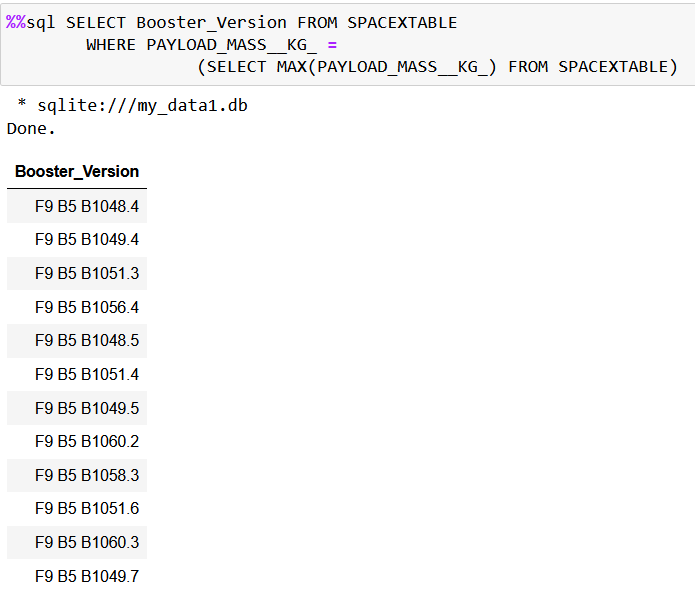 %%sql SELECT Booster_Version FROM SPACEXTABLE
WHERE PAYLOAD_MASS__KG_ =
(SELECT MAX(PAYLOAD_MASS__KG_) FROM SPACEXTABLE)
* sqlite:///my_data1.db
Done.
Booster_Version
F9 B5 B1048.4
F9 B5 B1049.4
F9 B5 B1051.3
F9 B5 B1056.4
F9 B5 B1048.5
F9 B5 B1051.4
F9 B5 B1049.5
F9 B5 B1060.2
F9 B5 B1058.3
F9 B5 B1051.6
F9 B5 B1060.3
F9 B5 B1049.7